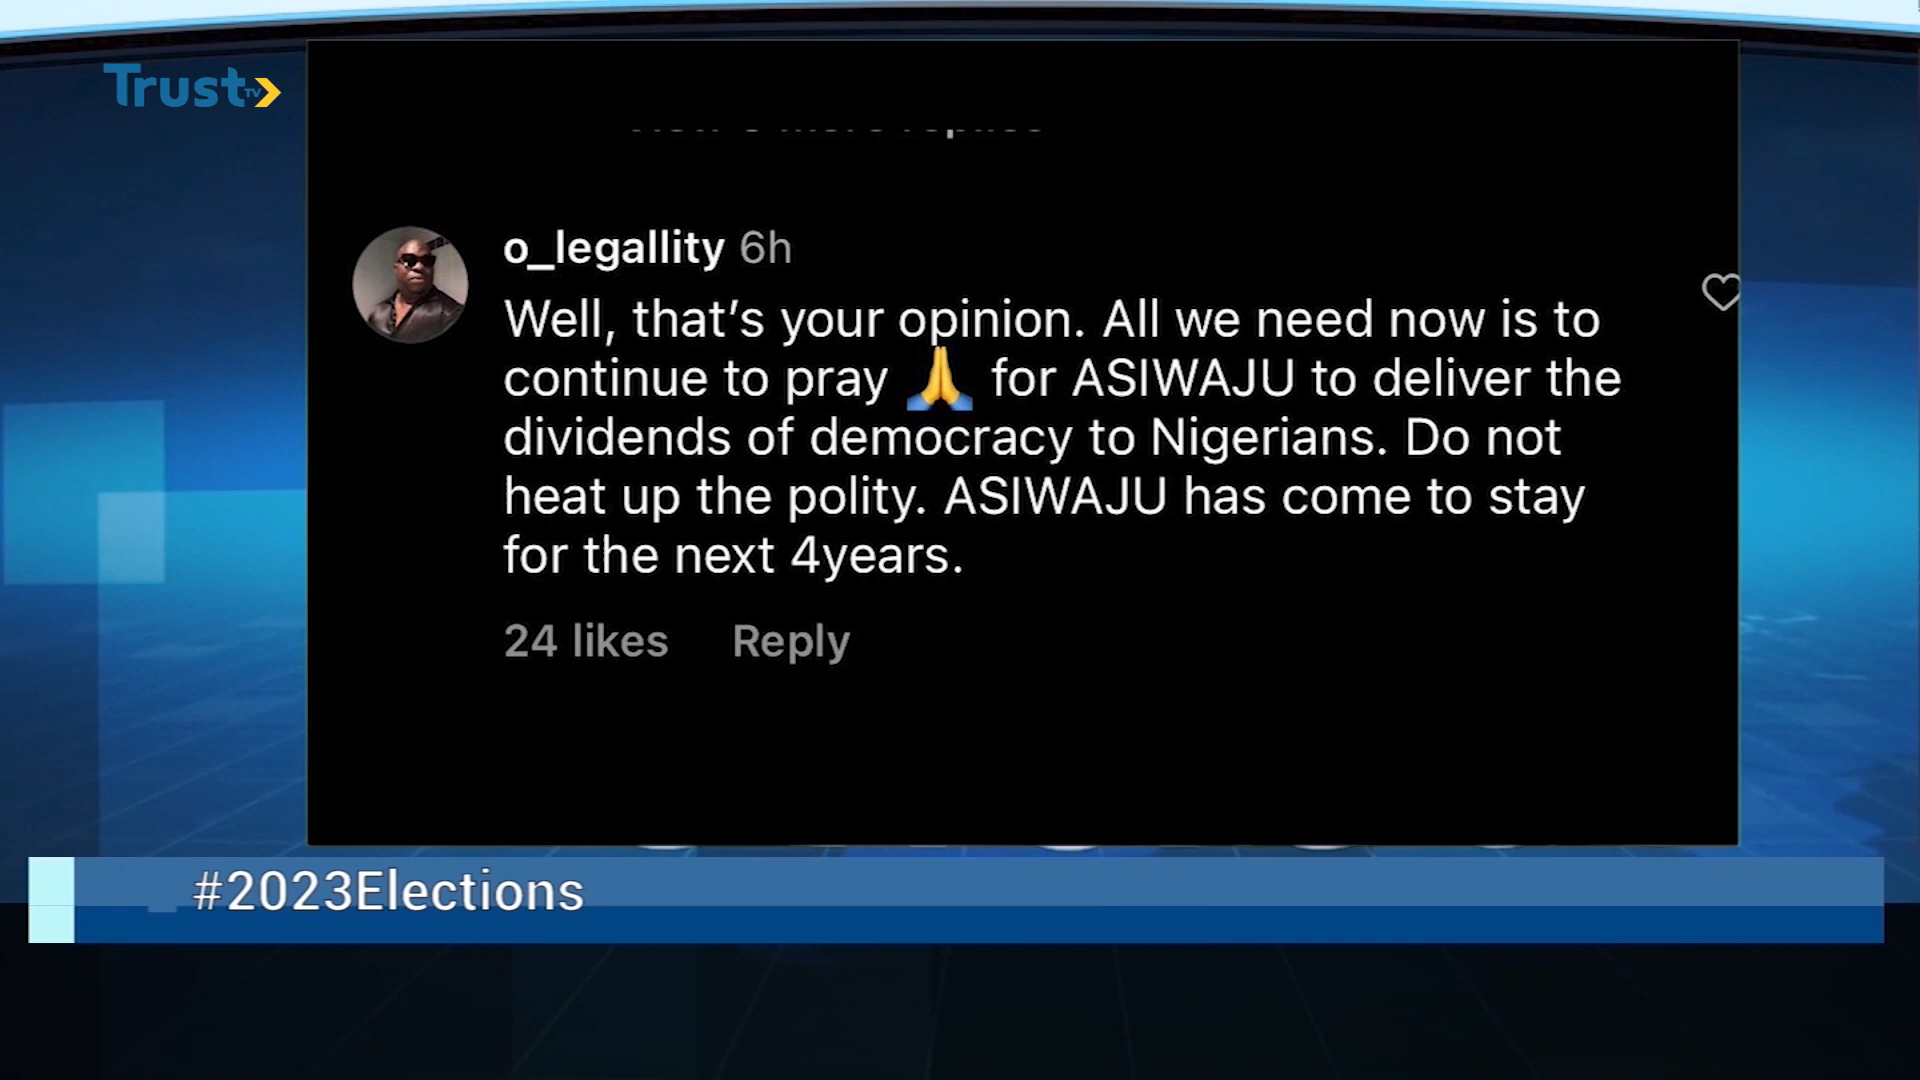 Trust TV
o_legallity 6h
Well, that's your opinion. All we need now is to
continue to pray 🙏 for ASIWAJU to deliver the
dividends of democracy to Nigerians. Do not
heat up the polity. ASIWAJU has come to stay
for the next 4years.
24 likes Reply
#2023Elections